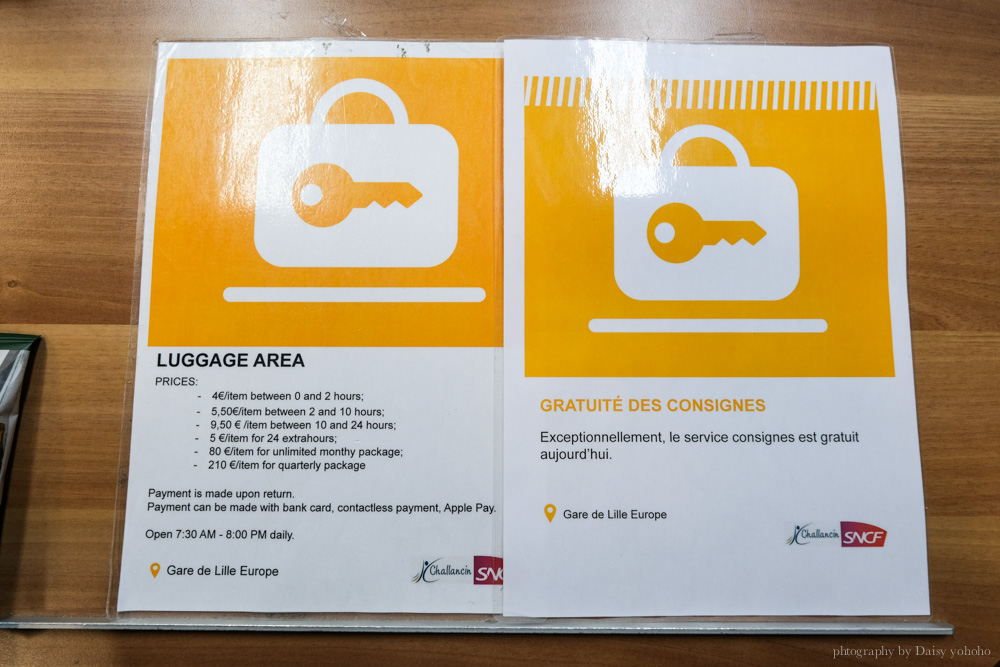 LUGGAGE AREA
PRICES:
- 4€/item between 0 and 2 hours;
- 5,50€/item between 2 and 10 hours;
- 9,50 € /item between 10 and 24 hours;
- 5 €/item for 24 extrahours;
- 80 €/item for unlimited monthy package;
- 210 €/item for quarterly package
Payment is made upon return.
Payment can be made with bank card, contactless payment, Apple Pay.
Open 7:30 AM - 8:00 PM daily.
Gare de Lille Europe
Challancin
GRATUITÉ DES CONSIGNES
Exceptionnellement, le service consignes est gratuit
aujourd'hui.
Gare de Lille Europe
Challancin SNCF
phtography by Daisy yohoho